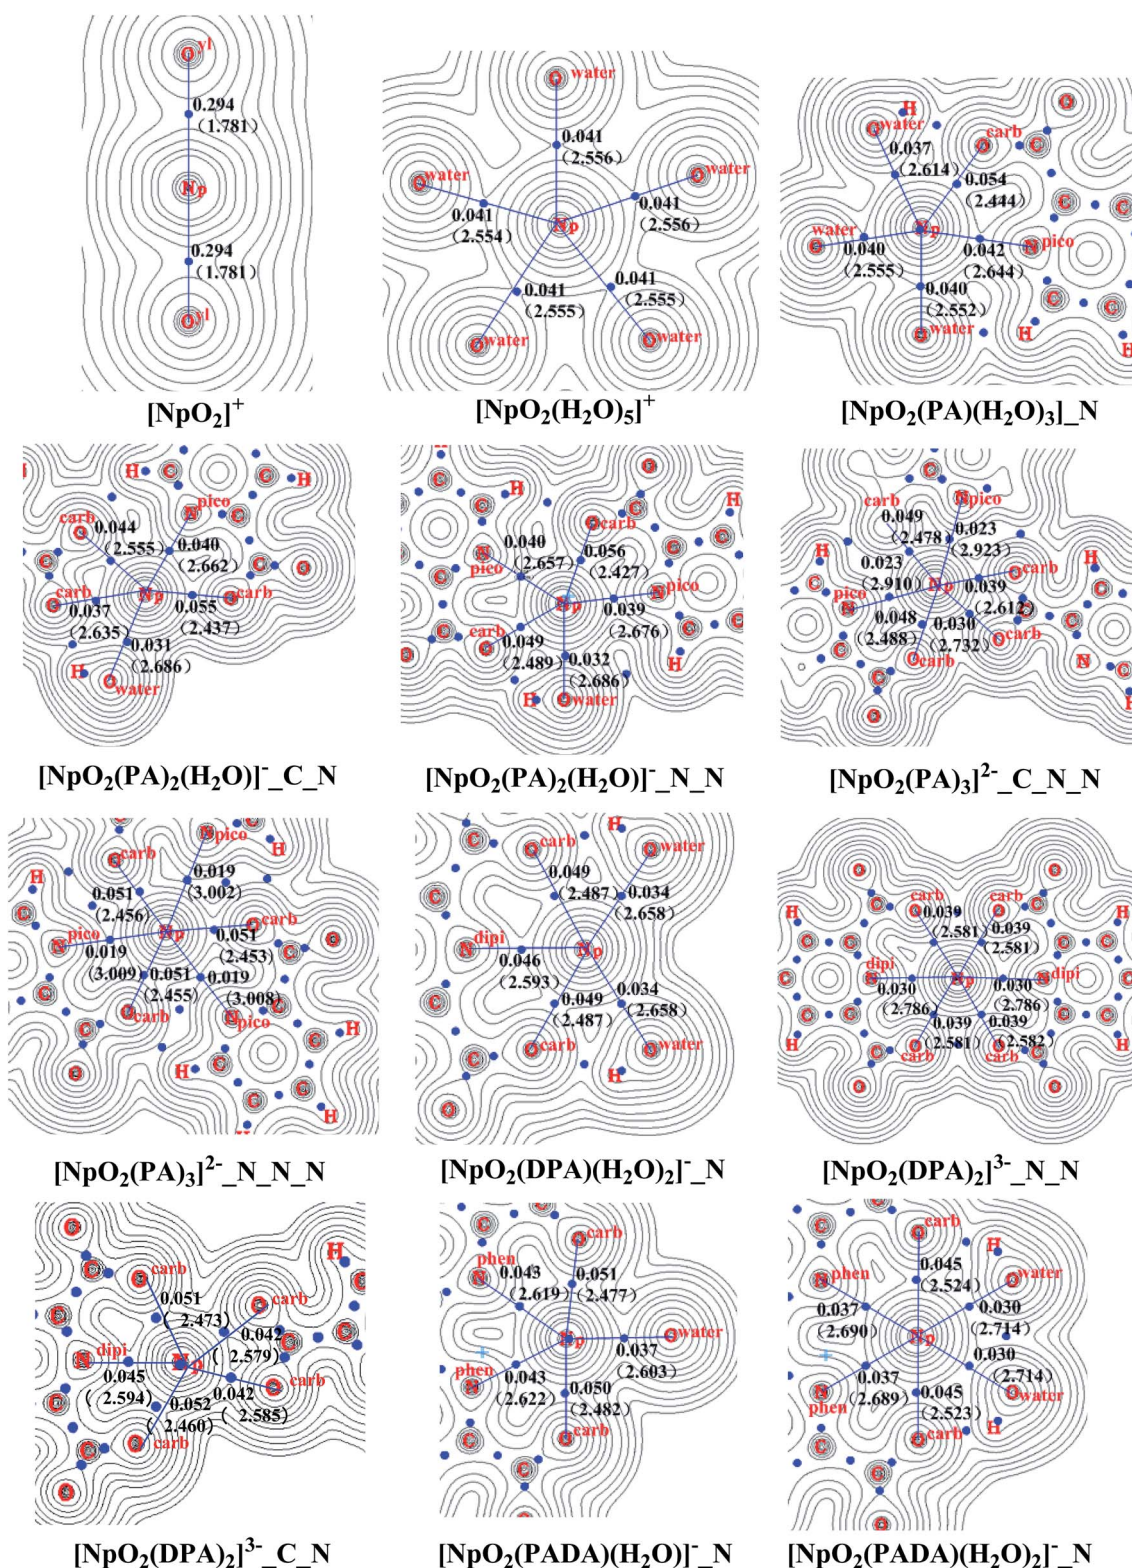 O yl
0.294
(1.781)
Np
0.294
(1.781)
O yl
[NpO2]+
O water
0.041
(2.556)
O water
O water
0.041
(2.554)
0.041
(2.556)
Np
0.041
(2.555)
0.041
(2.555)
O water
O water
[NpO2(H2O)5]+
H
O
O water
O carb
C
0.037
(2.614)
0.054
(2.444)
C
C
O water
Np
N pico
0.040
(2.555)
0.042
(2.644)
0.040
(2.552)
C
C
O water
H
H
[NpO2(PA)(H2O)3]_N
H
C
C
H
O carb
N pico
C
0.044
(2.555)
0.040
(2.662)
C
C
O
O carb
Np
O carb
0.037
(2.635)
0.055
(2.437)
0.031
(2.686)
H
O water
[NpO2(PA)2(H2O)]-_C_N
C
O
C
C
H
C
H
O carb
N pico
0.040
(2.657)
0.056
(2.427)
C
C
Np
N pico
0.039
(2.676)
O carb
0.049
(2.489)
0.032
(2.686)
C
C
O
H
H
O water
[NpO2(PA)2(H2O)]-_N_N
C
O carb
N pico
0.049
(2.478)
0.023
(2.923)
H
H
0.023
(2.910)
Np
O carb
0.039
(2.612)
C
N pico
0.048
(2.488)
0.030
(2.732)
O carb
C
C
O carb
N
C
C
C
H
O
[NpO2(PA)3]2-_C_N_N
C
N pico
H
O carb
H
0.019
(3.002)
0.051
(2.456)
C
N pico
Np
O carb
0.019
(3.009)
0.051
(2.453)
C
O
0.051
(2.455)
0.019
(3.008)
C
O carb
N pico
C
C
C
H
O
H
C
C
H
H
[NpO2(PA)3]2-_N_N_N
C
O carb
H
O water
C
0.049
(2.487)
0.034
(2.658)
C
N dipi
Np
0.046
(2.593)
C
0.049
(2.487)
0.034
(2.658)
C
O carb
O water
H
O
[NpO2(DPA)(H2O)2]-_N
O
O
H
C
O carb
O carb
C
H
0.039
(2.581)
0.039
(2.581)
C
C
C
C
N dipi
Np
N dipi
C
C
0.030
(2.786)
0.030
(2.786)
0.039
(2.581)
0.039
(2.582)
C
C
C
C
H
C
O carb
O carb
C
H
O
O
[NpO2(DPA)2]3-_N_N
O
H
C
O carb
C
O carb
0.051
(2.473)
C
C
0.042
(2.579)
C
C
N dipi
Np
0.045
(2.594)
0.042
(2.585)
O carb
C
0.052
(2.460)
C
O carb
C
O
O
[NpO2(DPA)2]3-_C_N
C
O carb
C
N phen
0.043
(2.619)
0.051
(2.477)
Np
O water
0.037
(2.603)
N phen
0.043
(2.622)
0.050
(2.482)
C
O carb
C
C
O
[NpO2(PADA)(H2O)]-_N
C
O carb
H
C
N phen
O water
0.045
(2.524)
0.037
(2.690)
0.030
(2.714)
Np
0.030
(2.714)
0.037
(2.689)
N phen
O water
0.045
(2.523)
H
C
O carb
C
C
O
[NpO2(PADA)(H2O)2]-_N